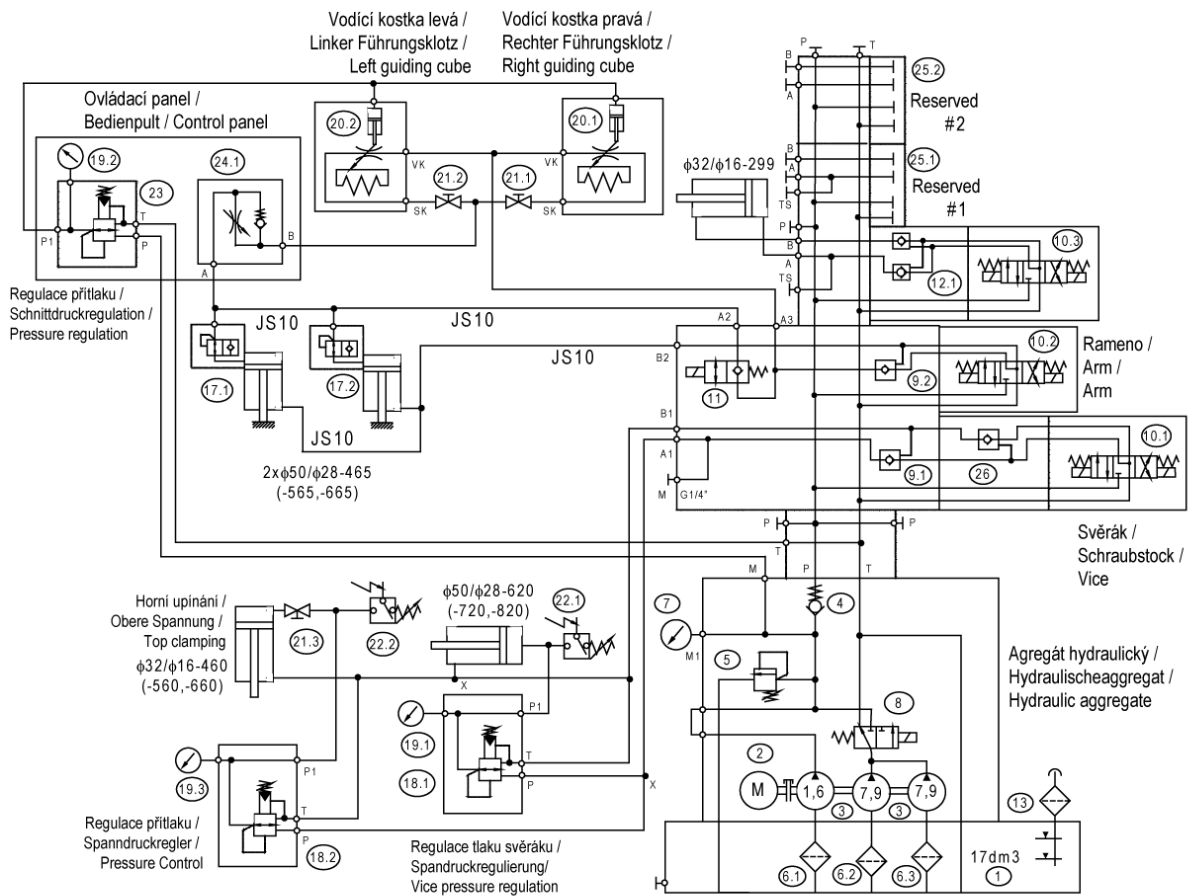 Vodící kostka levá /
Linker Führungsklotz /
Left guiding cube
Vodící kostka pravá /
Rechter Führungsklotz /
Right guiding cube
P
T
B
A
25.2
Reserved
#2
Ovládací panel /
Bedienpult / Control panel
20.2
20.1
19.2
24.1
23
VK
21.2
21.1
VK
SK
SK
ϕ32/ϕ16-299
B
A
25.1
Reserved
#1
TS
P
B
A
TS
10.3
12.1
T
P
P1
B
A
Regulace přítlaku /
Schnittdruckregulation /
Pressure regulation
JS10
JS10
JS10
A2
A3
B2
17.1
17.2
11
9.2
10.2
Rameno /
Arm /
Arm
JS10
B1
A1
M
G1/4"
9.1
26
10.1
2xϕ50/ϕ28-465
(-565,-665)
Svěrák /
Schraubstock /
Vice
P
P
T
P
T
M
Horní upínání /
Obere Spannung /
Top clamping
ϕ32/ϕ16-460
(-560,-660)
21.3
22.2
ϕ50/ϕ28-620
(-720,-820)
22.1
X
7
M1
4
5
8
Agregát hydraulický /
Hydraulischeaggregat /
Hydraulic aggregate
P1
19.1
18.1
T
P
X
2
M
1,6
7,9
7,9
3
3
13
19.3
P1
T
P
18.2
Regulace přítlaku /
Spanndruckregler /
Pressure Control
Regulace tlaku svěráku /
Spandruckregulierung/
Vice pressure regulation
6.1
6.2
6.3
17dm3
1